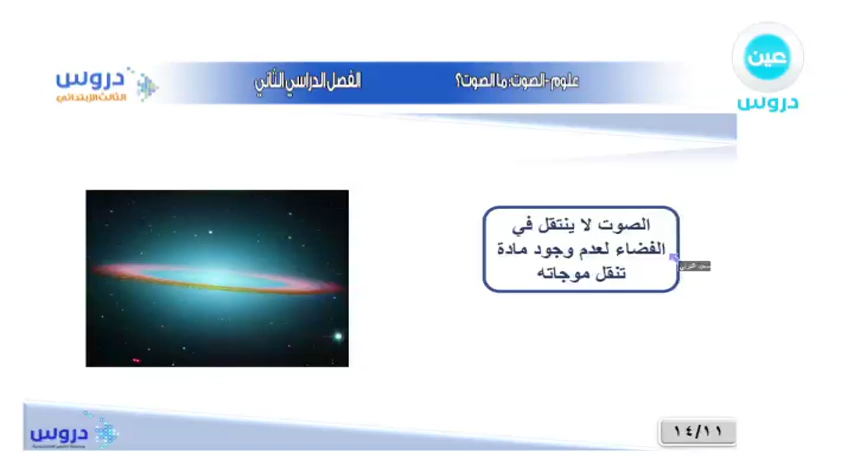 عين
دروس
علوم -الصوت: ما الصوت؟
الفصل الدراسي الثاني
دروس
الثالث الابتدائي
الصوت لا ينتقل في
الفضاء لعدم وجود مادة
تنقل موجاته
دروس
١٤/١١